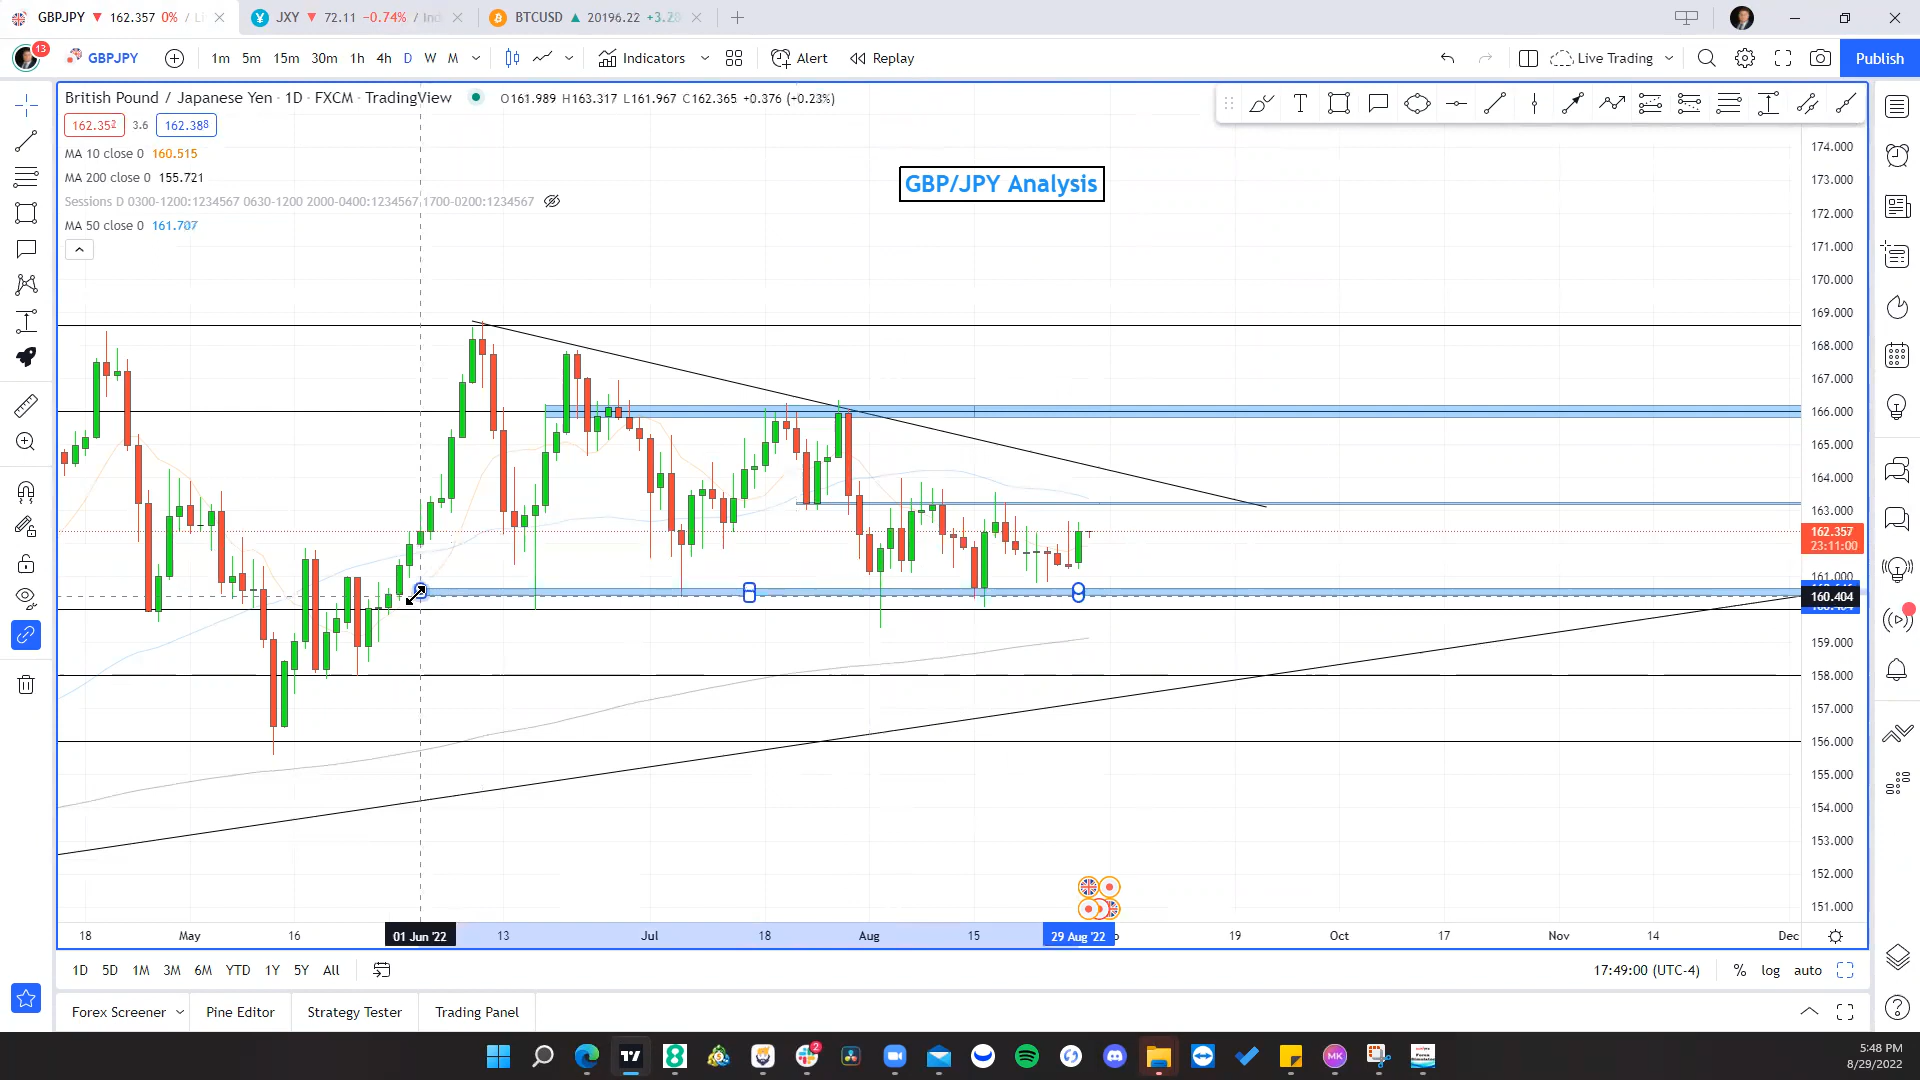 GBPJPY ▼ 162.357 0% / Li
JXY ▼ 72.11 −0.74% / Ind
BTCUSD ▲ 20196.22 +3.28
13
GBPJPY
1m 5m 15m 30m 1h 4h D W M
Indicators
Alert
Replay
Live Trading
Publish
British Pound / Japanese Yen · 1D · FXCM · TradingView
O161.989 H163.317 L161.967 C162.365 +0.376 (+0.23%)
162.352 3.6 162.388
MA 10 close 0 160.515
MA 200 close 0 155.721
Sessions D 0300-1200:1234567 0630-1200 2000-0400:1234567 1700-0200:1234567
MA 50 close 0 161.707
GBP/JPY Analysis
174.000
173.000
172.000
171.000
170.000
169.000
168.000
167.000
166.000
165.000
164.000
163.000
162.357
23:11:00
161.000
160.404
159.000
158.000
157.000
156.000
155.000
154.000
153.000
152.000
151.000
18 May 16 01 Jun '22 13 Jul 18 Aug 15 29 Aug '22 19 Oct 17 Nov 14 Dec
1D 5D 1M 3M 6M YTD 1Y 5Y All
17:49:00 (UTC-4) % log auto
Forex Screener Pine Editor Strategy Tester Trading Panel
2
MK
5:48 PM
8/29/2022